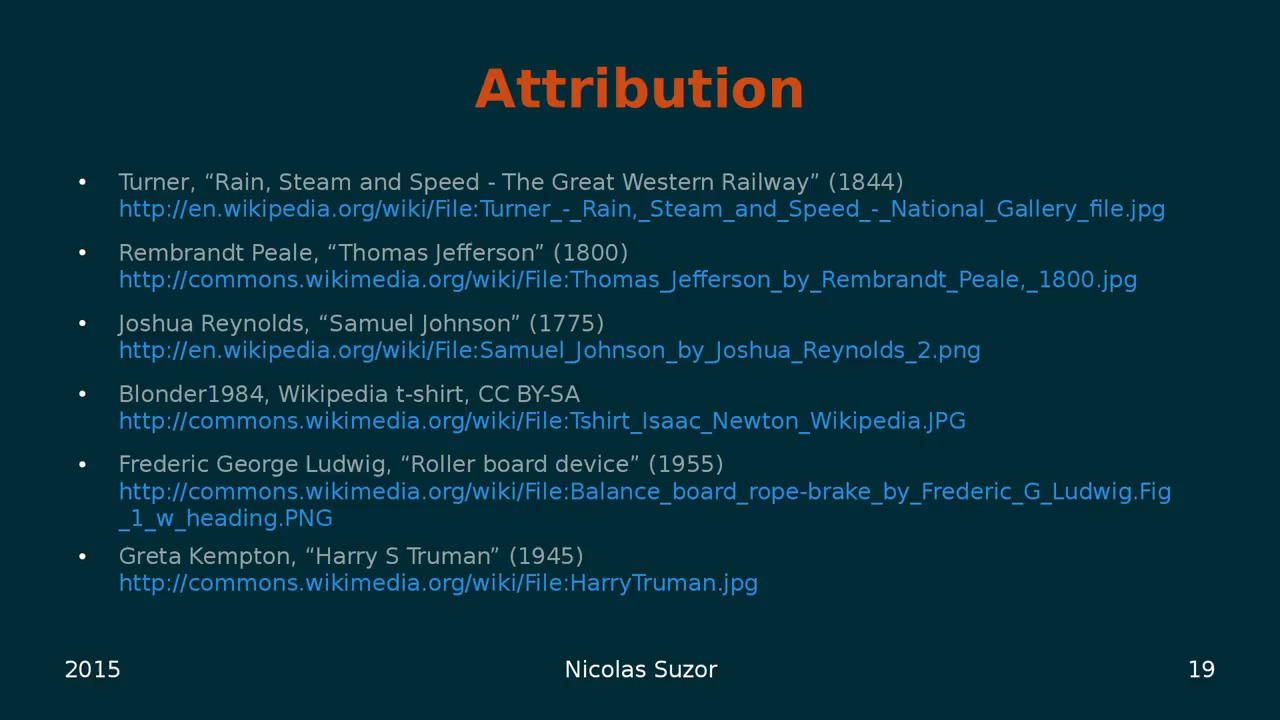 Attribution
• Turner, “Rain, Steam and Speed - The Great Western Railway” (1844)
http://en.wikipedia.org/wiki/File:Turner_-_Rain,_Steam_and_Speed_-_National_Gallery_file.jpg
• Rembrandt Peale, “Thomas Jefferson” (1800)
http://commons.wikimedia.org/wiki/File:Thomas_Jefferson_by_Rembrandt_Peale,_1800.jpg
• Joshua Reynolds, “Samuel Johnson” (1775)
http://en.wikipedia.org/wiki/File:Samuel_Johnson_by_Joshua_Reynolds_2.png
• Blonder1984, Wikipedia t-shirt, CC BY-SA
http://commons.wikimedia.org/wiki/File:Tshirt_Isaac_Newton_Wikipedia.JPG
• Frederic George Ludwig, “Roller board device” (1955)
http://commons.wikimedia.org/wiki/File:Balance_board_rope-brake_by_Frederic_G_Ludwig.Fig
_1_w_heading.PNG
• Greta Kempton, “Harry S Truman” (1945)
http://commons.wikimedia.org/wiki/File:HarryTruman.jpg
2015 Nicolas Suzor 19